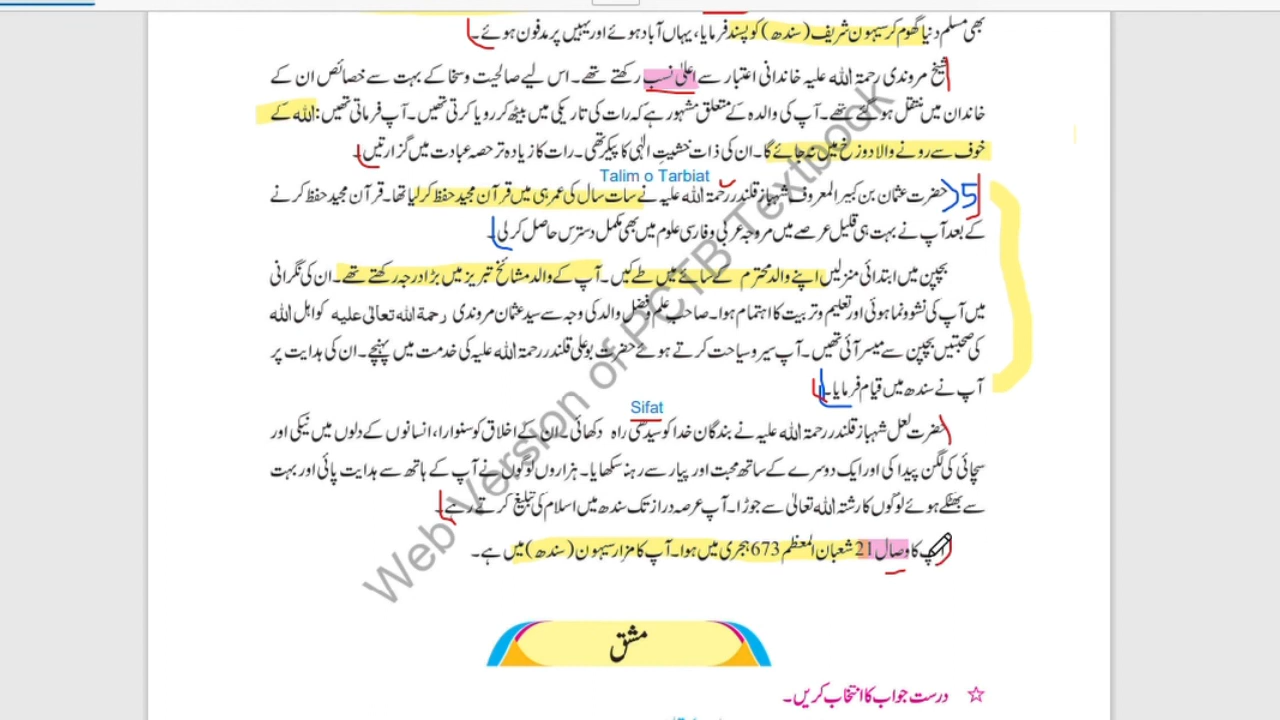 بھی مسلم دنیا گھوم کر سیہون شریف (سندھ) کو پسند فرمایا، یہاں آباد ہوئے اور یہیں پر مدفون ہوئے۔
شیخ مروندی رحمۃ اللہ علیہ خاندانی اعتبار سے اعلیٰ نسب رکھتے تھے۔ اس لیے صالحیت و سخا کے بہت سے خصائص ان کے
خاندان میں منتقل ہو گئے تھے۔ آپ کی والدہ کے متعلق مشہور ہے کہ رات کی تاریکی میں بیٹھ کر رویا کرتی تھیں۔ آپ فرماتی تھیں: اللہ کے
خوف سے رونے والا دوزخ میں نہ جائے گا۔ ان کی ذات خشیتِ الٰہی کا پیکر تھی۔ رات کا زیادہ تر حصہ عبادت میں گزارتیں۔
Talim o Tarbiat
5 حضرت عثمان بن کبیر المعروف شہباز قلندر رحمۃ اللہ علیہ نے سات سال کی عمر ہی میں قرآن مجید حفظ کر لیا تھا۔ قرآن مجید حفظ کرنے
کے بعد آپ نے بہت ہی قلیل عرصے میں مروجہ عربی و فارسی علوم میں بھی مکمل دسترس حاصل کر لی۔
بچپن میں ابتدائی منزلیں اپنے والد محترم کے سائے میں طے کیں۔ آپ کے والد مشائخ تبریز میں بڑا درجہ رکھتے تھے۔ ان کی نگرانی
میں آپ کی نشوونما ہوئی اور تعلیم و تربیت کا اہتمام ہوا۔ صاحب علم و فضل والد کی وجہ سے سید عثمان مروندی رحمۃ اللہ تعالیٰ علیہ کو اہل اللہ
کی صحبتیں بچپن سے میسر آئی تھیں۔ آپ سیر و سیاحت کرتے ہوئے حضرت بو علی قلندر رحمۃ اللہ علیہ کی خدمت میں پہنچے۔ ان کی ہدایت پر
آپ نے سندھ میں قیام فرمایا۔
Sifat
حضرت لعل شہباز قلندر رحمۃ اللہ علیہ نے بندگان خدا کو سیدھی راہ دکھائی۔ ان کے اخلاق کو سنوارا، انسانوں کے دلوں میں نیکی اور
سچائی کی لگن پیدا کی اور ایک دوسرے کے ساتھ محبت اور پیار سے رہنا سکھایا۔ ہزاروں لوگوں نے آپ کے ہاتھ سے ہدایت پائی اور بہت
سے بھٹکے ہوئے لوگوں کا رشتہ اللہ تعالیٰ سے جوڑا۔ آپ عرصہ دراز تک سندھ میں اسلام کی تبلیغ کرتے رہے۔
آپ کا وصال 21 شعبان المعظم 673 ہجری میں ہوا۔ آپ کا مزار سیہون (سندھ) میں ہے۔
Web Version of PCTB Textbook
مشق
☆ درست جواب کا انتخاب کریں۔